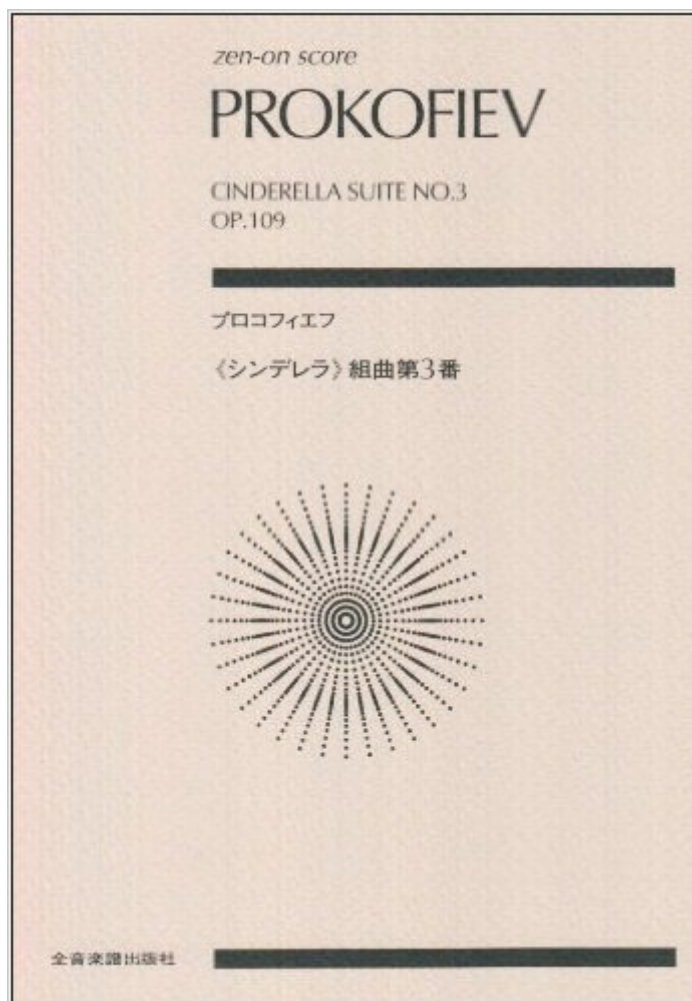 zen-on score
PROKOFIEV
CINDERELLA SUITE NO.3
OP.109
プロコフィエフ
《シンデレラ》組曲第3番
全音楽譜出版社